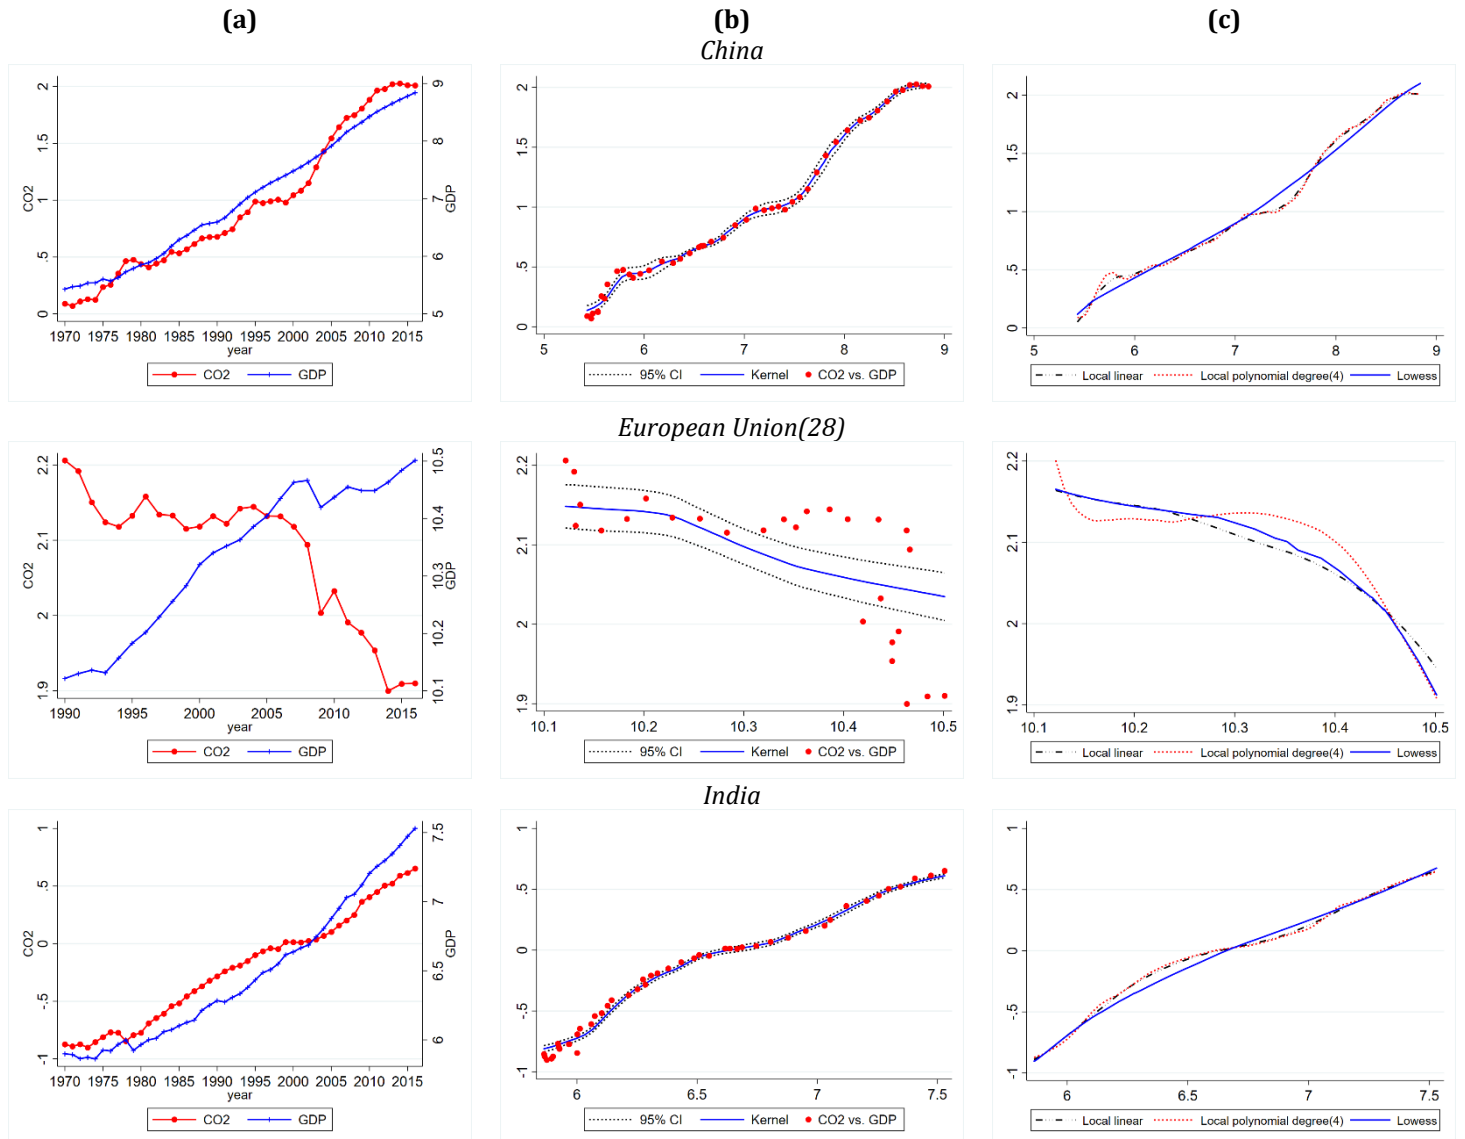 (a) (b) (c)
China
2 1.5 1 .5 0
CO2
9 8 7 6 5
GDP
1970 1975 1980 1985 1990 1995 2000 2005 2010 2015
year
CO2 GDP
2 1.5 1 .5 0
5 6 7 8 9
95% CI Kernel CO2 vs. GDP
2 1.5 1 .5 0
5 6 7 8 9
Local linear Local polynomial degree(4) Lowess
European Union(28)
2.2 2.1 2 1.9
CO2
10.5 10.4 10.3 10.2 10.1
GDP
1990 1995 2000 2005 2010 2015
year
CO2 GDP
2.2 2.1 2 1.9
10.1 10.2 10.3 10.4 10.5
95% CI Kernel CO2 vs. GDP
2.2 2.1 2 1.9
10.1 10.2 10.3 10.4 10.5
Local linear Local polynomial degree(4) Lowess
India
1 .5 0 -.5 -1
CO2
7.5 7 6.5 6
GDP
1970 1975 1980 1985 1990 1995 2000 2005 2010 2015
year
CO2 GDP
1 .5 0 -.5 -1
6 6.5 7 7.5
95% CI Kernel CO2 vs. GDP
1 .5 0 -.5 -1
6 6.5 7 7.5
Local linear Local polynomial degree(4) Lowess